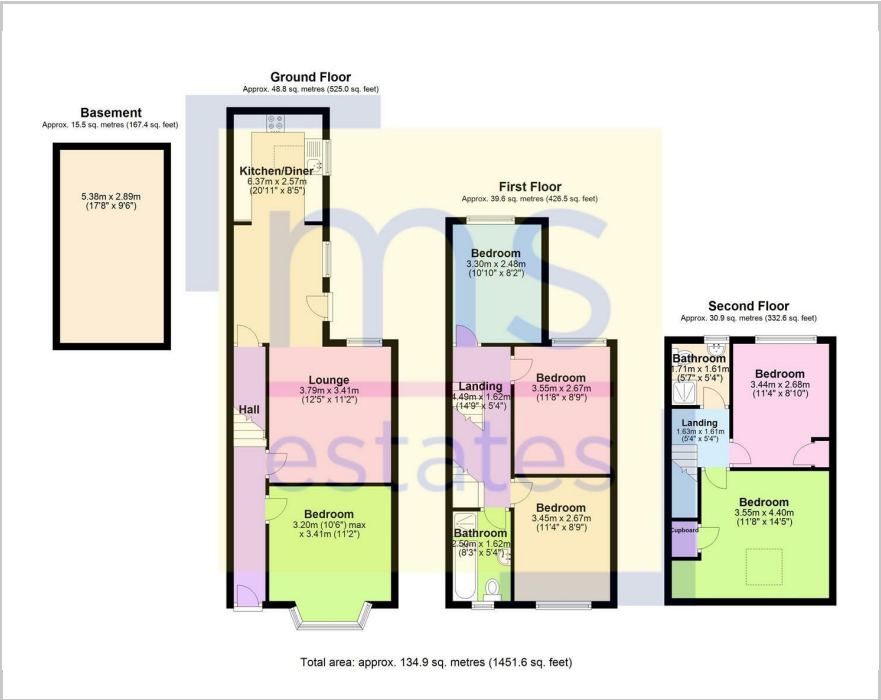 Basement
Approx. 15.5 sq. metres (167.4 sq. feet)
5.38m x 2.89m
(17'8" x 9'6")
Ground Floor
Approx. 48.8 sq. metres (525.0 sq. feet)
Kitchen/Diner
6.37m x 2.57m
(20'11" x 8'5")
Lounge
3.79m x 3.41m
(12'5" x 11'2")
Hall
Bedroom
3.20m (10'6") max
x 3.41m (11'2")
First Floor
Approx. 39.6 sq. metres (426.5 sq. feet)
Bedroom
3.30m x 2.48m
(10'10" x 8'2")
Landing
4.49m x 1.62m
(14'9" x 5'4")
Bedroom
3.55m x 2.67m
(11'8" x 8'9")
Bedroom
3.45m x 2.67m
(11'4" x 8'9")
Bathroom
2.50m x 1.62m
(8'3" x 5'4")
Second Floor
Approx. 30.9 sq. metres (332.6 sq. feet)
Bathroom
1.71m x 1.61m
(5'7" x 5'4")
Bedroom
3.44m x 2.68m
(11'4" x 8'10")
Landing
1.63m x 1.61m
(5'4" x 5'4")
Bedroom
3.55m x 4.40m
(11'8" x 14'5")
Cupboard
ms
estates
Total area: approx. 134.9 sq. metres (1451.6 sq. feet)